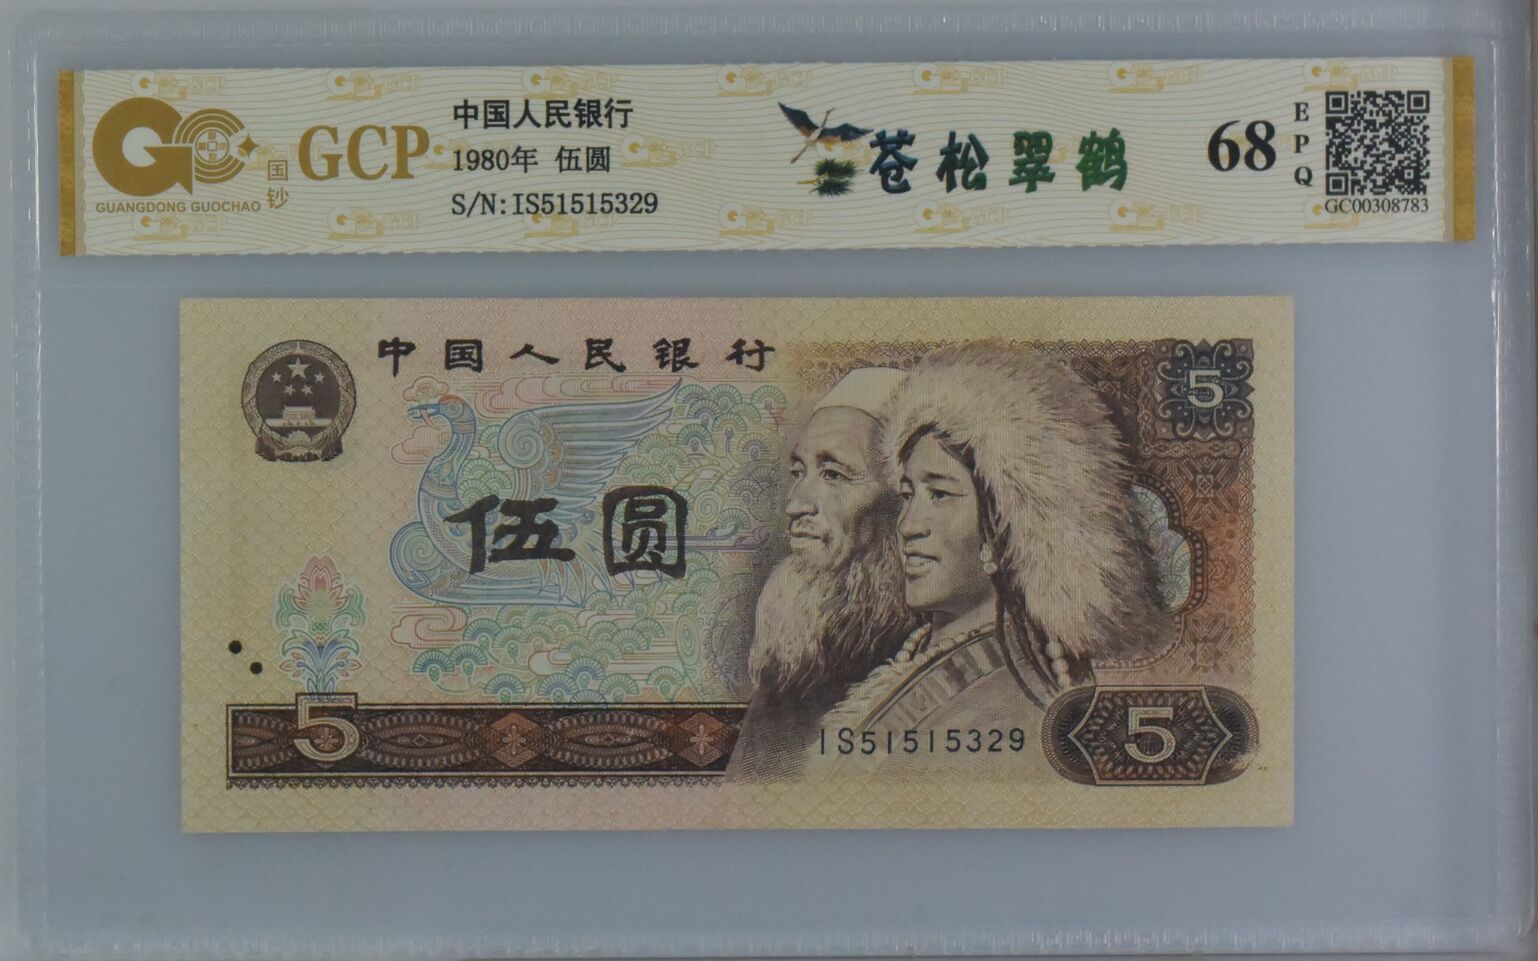 GCP
国钞
GUANGDONG GUOCHAO
中国人民银行
1980年 伍圆
S/N:IS51515329
苍松翠鹤
68
EPQ
GC00308783
中国人民银行
5
伍圆
5
IS51515329
5